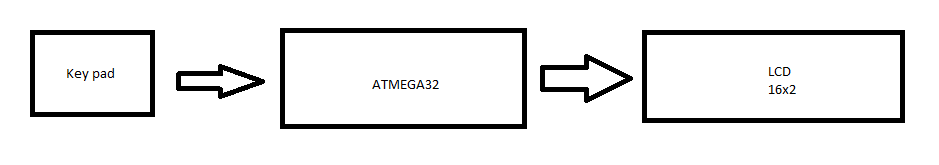 Key pad
ATMEGA32
LCD
16x2